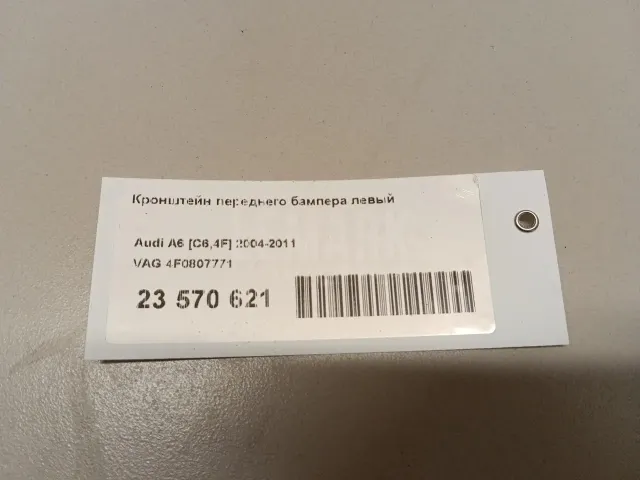 Кронштейн переднего бампера левый
Audi A6 [C6,4F] 2004-2011
VAG 4F0807771
23 570 621